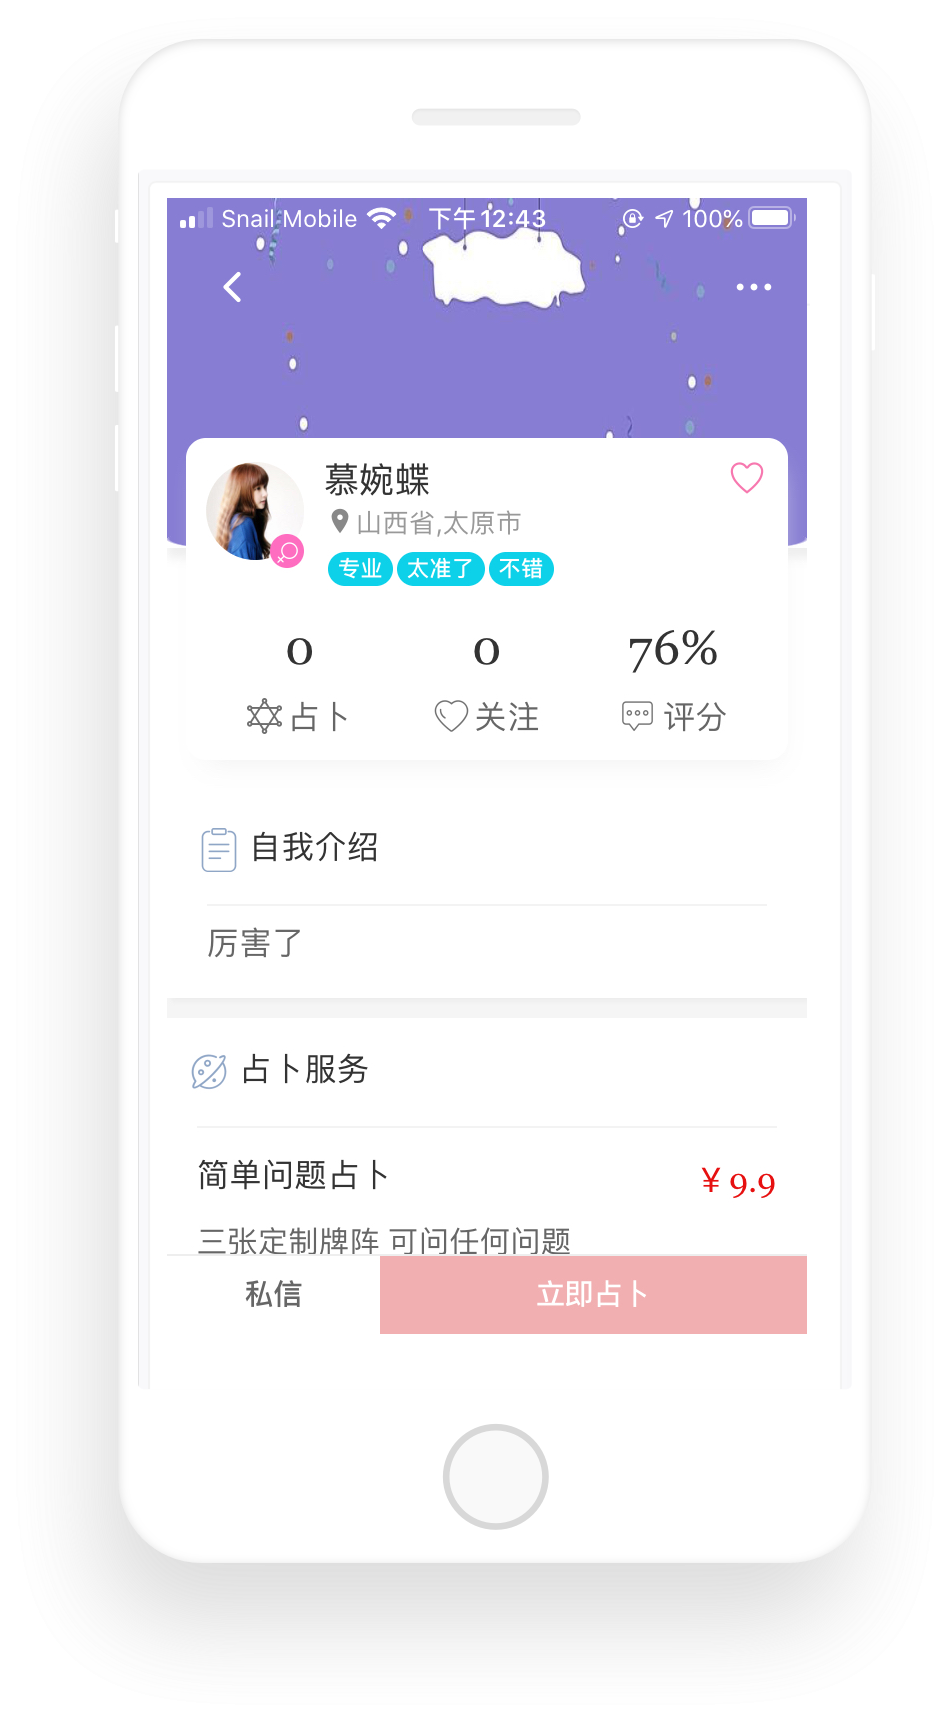 Snail Mobile 下午12:43 100%
慕婉蝶
山西省,太原市
专业 太准了 不错
0 0 76%
占卜 关注 评分
自我介绍
厉害了
占卜服务
简单问题占卜 ¥ 9.9
三张定制牌阵 可问任何问题
私信 立即占卜